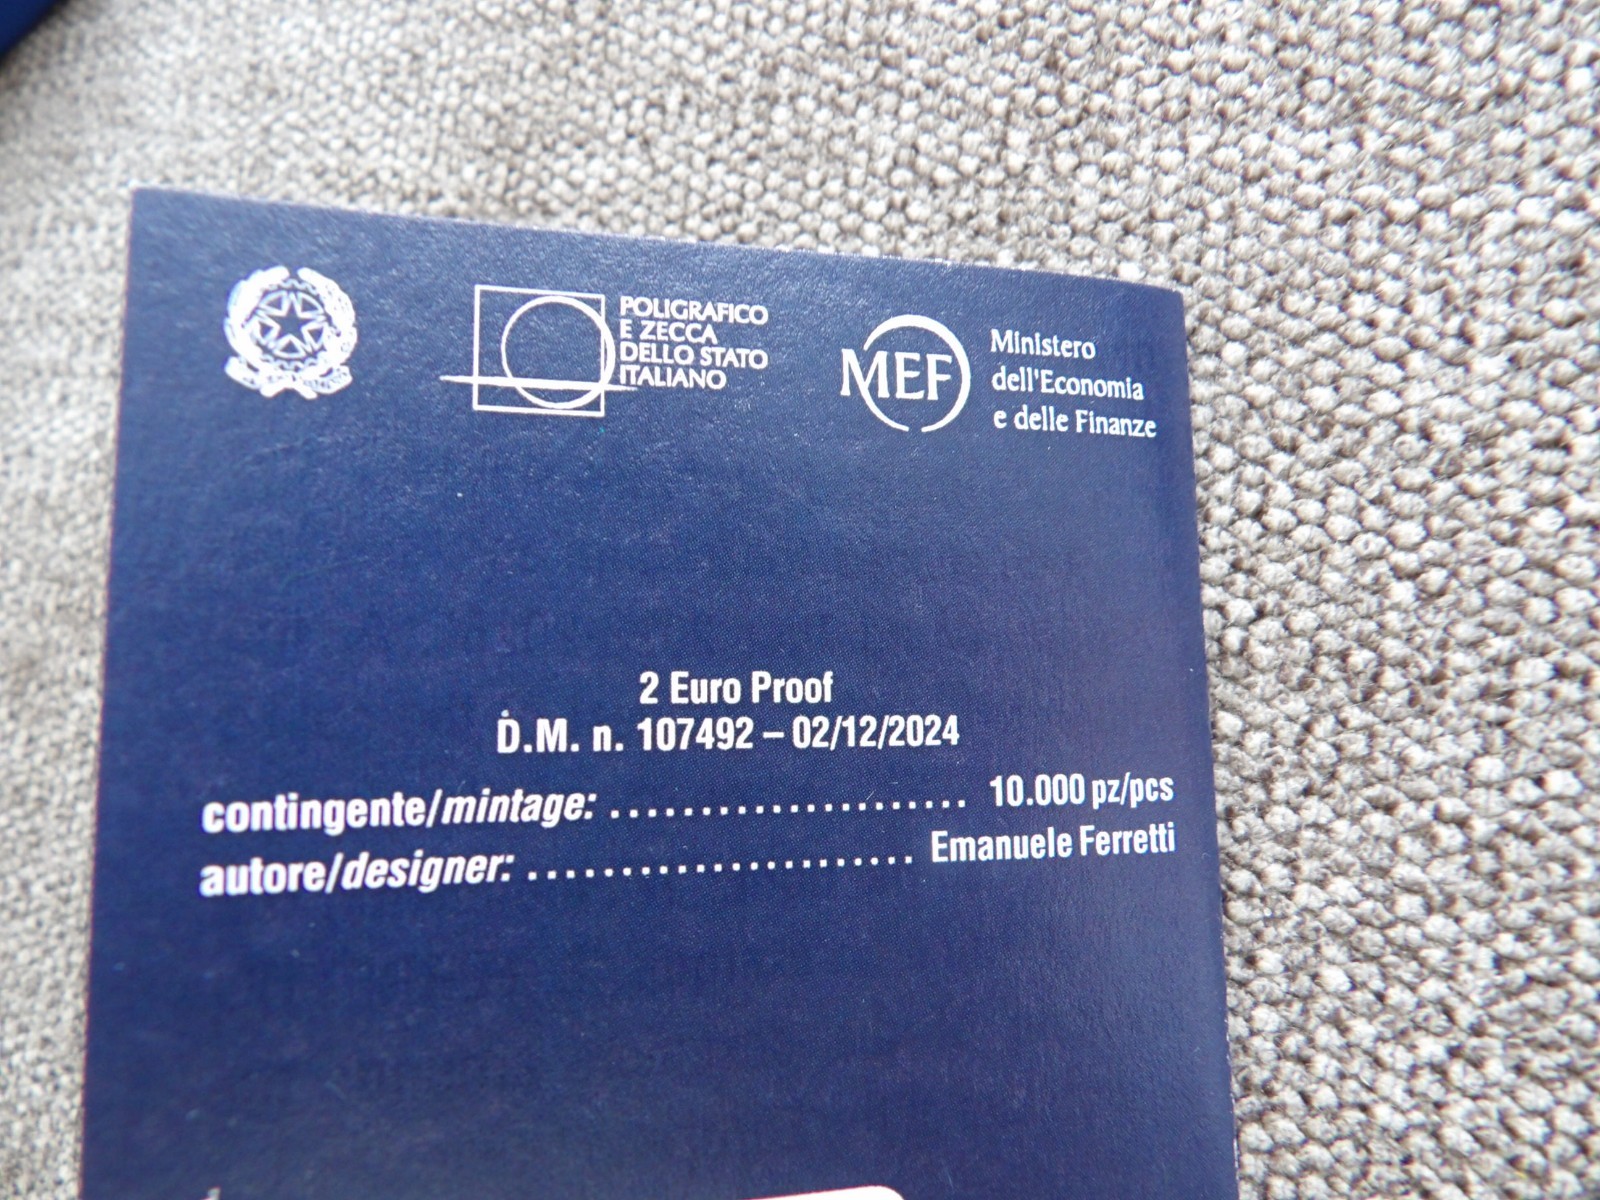 POLIGRAFICO
E ZECCA
DELLO STATO
ITALIANO
MEF
Ministero
dell'Economia
e delle Finanze
2 Euro Proof
D.M. n. 107492 – 02/12/2024
contingente/mintage: ...................... 10.000 pz/pcs
autore/designer: ........................ Emanuele Ferretti